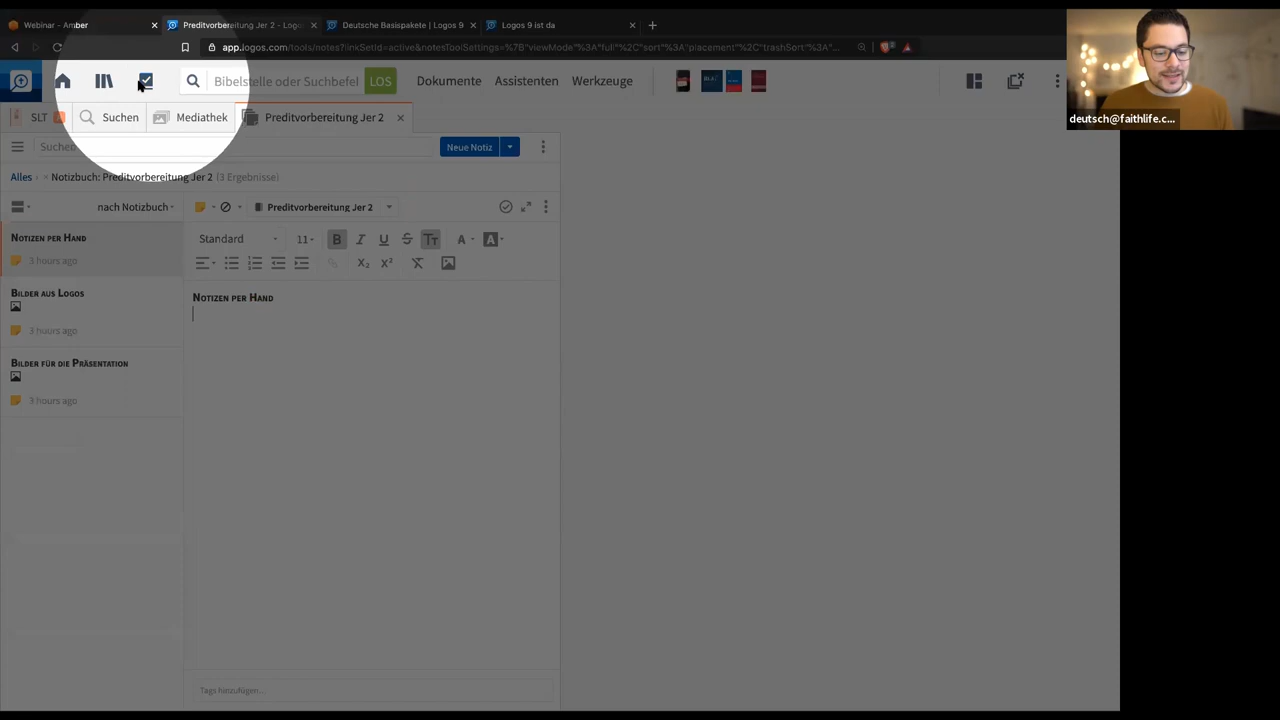 Webinar - Amber
Preditvorbereitung Jer 2 - Logo
Deutsche Basispakete | Logos 9
Logos 9 ist da
app.logos.com/tools/notes?linkSetId=active&notesToolSettings=%7B"viewMode"%3A"full"%2C"sort"%3A"placement"%2C"trashSort"%3A"...
Bibelstelle oder Suchbefehl
LOS
Dokumente
Assistenten
Werkzeuge
deutsch@faithlife.c...
SLT
Suchen
Mediathek
Preditvorbereitung Jer 2
Suchen
Neue Notiz
Alles
Notizbuch: Preditvorbereitung Jer 2 (3 Ergebnisse)
nach Notizbuch
Preditvorbereitung Jer 2
Notizen per Hand
3 hours ago
Bilder aus Logos
3 hours ago
Bilder für die Präsentation
3 hours ago
Standard
11
B I U S Tт A A
X₂ X²
Notizen per Hand
Tags hinzufügen...